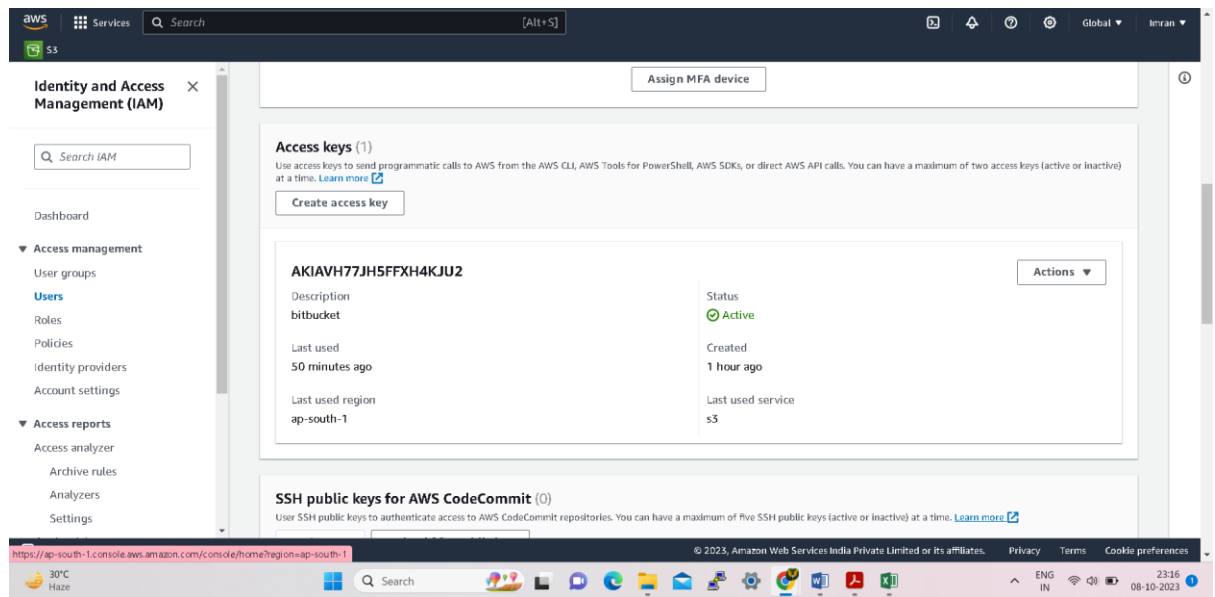 aws
Services
Search
[Alt+S]
Global ▼
Imran ▼
S3
Identity and Access
Management (IAM)
Search IAM
Dashboard
Access management
User groups
Users
Roles
Policies
Identity providers
Account settings
Access reports
Access analyzer
Archive rules
Analyzers
Settings
Assign MFA device
Access keys (1)
Use access keys to send programmatic calls to AWS from the AWS CLI, AWS Tools for PowerShell, AWS SDKs, or direct AWS API calls. You can have a maximum of two access keys (active or inactive)
at a time. Learn more
Create access key
AKIAVH77JH5FFXH4KJU2
Actions ▼
Description
bitbucket
Status
Active
Last used
50 minutes ago
Created
1 hour ago
Last used region
ap-south-1
Last used service
s3
SSH public keys for AWS CodeCommit (0)
User SSH public keys to authenticate access to AWS CodeCommit repositories. You can have a maximum of five SSH public keys (active or inactive) at a time. Learn more
https://ap-south-1.console.aws.amazon.com/console/home?region=ap-south-1
© 2023, Amazon Web Services India Private Limited or its affiliates.
Privacy
Terms
Cookie preferences
30°C
Haze
Search
ENG
IN
23:16
08-10-2023
1